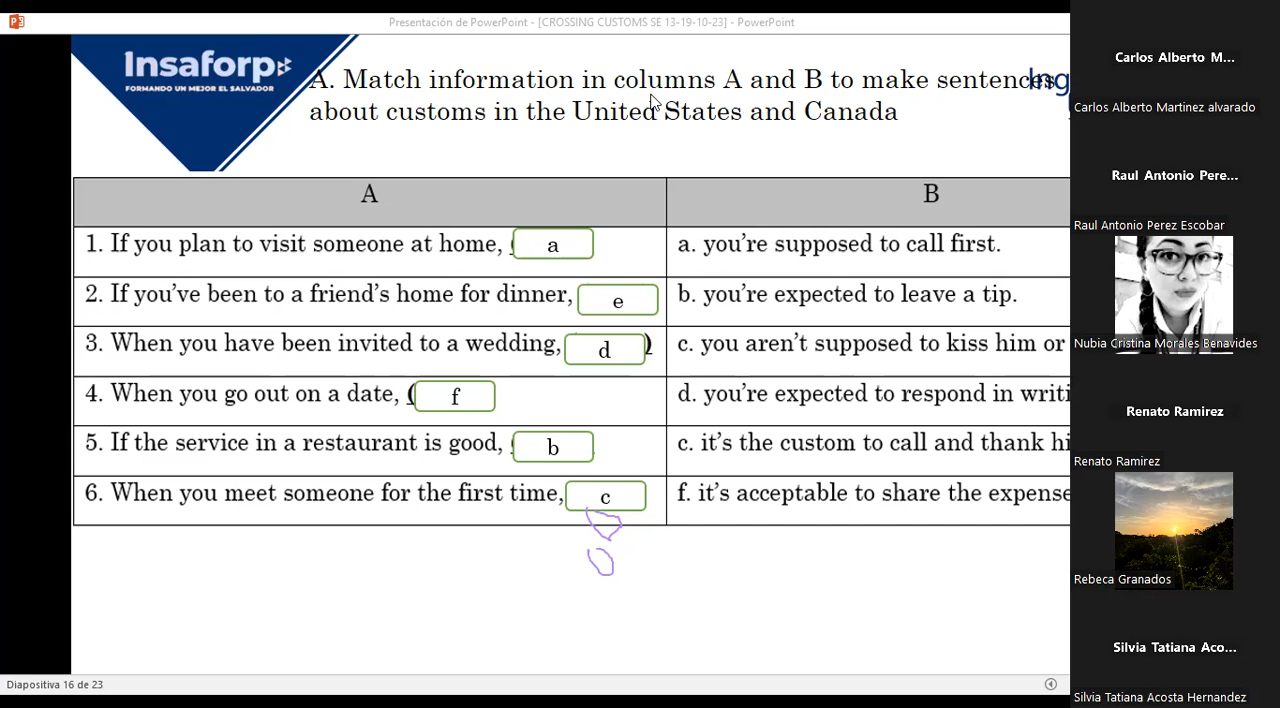 Presentación de PowerPoint - [CROSSING CUSTOMS SE 13-19-10-23] - PowerPoint
Insaforp
FORMANDO UN MEJOR EL SALVADOR
A. Match information in columns A and B to make sentences
about customs in the United States and Canada
Ing
A B
1. If you plan to visit someone at home, ( a
a. you're supposed to call first.
2. If you've been to a friend's home for dinner, e
b. you're expected to leave a tip.
3. When you have been invited to a wedding, d )
c. you aren't supposed to kiss him or
4. When you go out on a date, ( f
d. you're expected to respond in writi
5. If the service in a restaurant is good, ( b
c. it's the custom to call and thank hi
6. When you meet someone for the first time, c
f. it's acceptable to share the expense
Diapositiva 16 de 23
Carlos Alberto M...
Carlos Alberto Martinez alvarado
Raul Antonio Pere...
Raul Antonio Perez Escobar
Nubia Cristina Morales Benavides
Renato Ramirez
Renato Ramirez
Rebeca Granados
Silvia Tatiana Aco...
Silvia Tatiana Acosta Hernandez